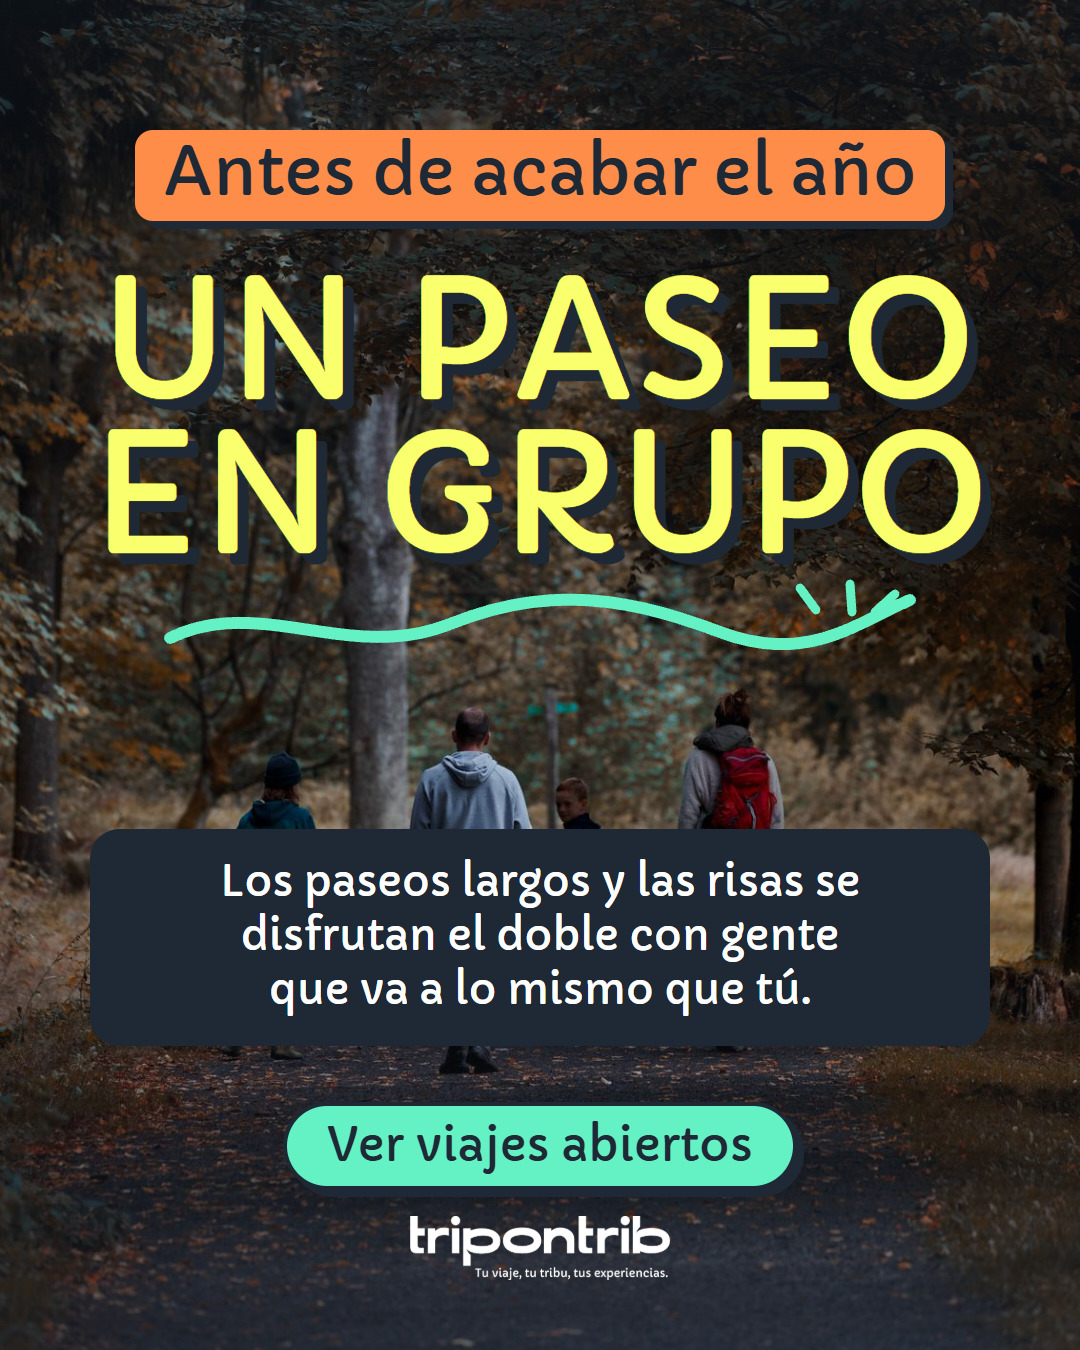 Antes de acabar el año
UN PASEO
EN GRUPO
Los paseos largos y las risas se
disfrutan el doble con gente
que va a lo mismo que tú.
Ver viajes abiertos
tripontrib
Tu viaje, tu tribu, tus experiencias.